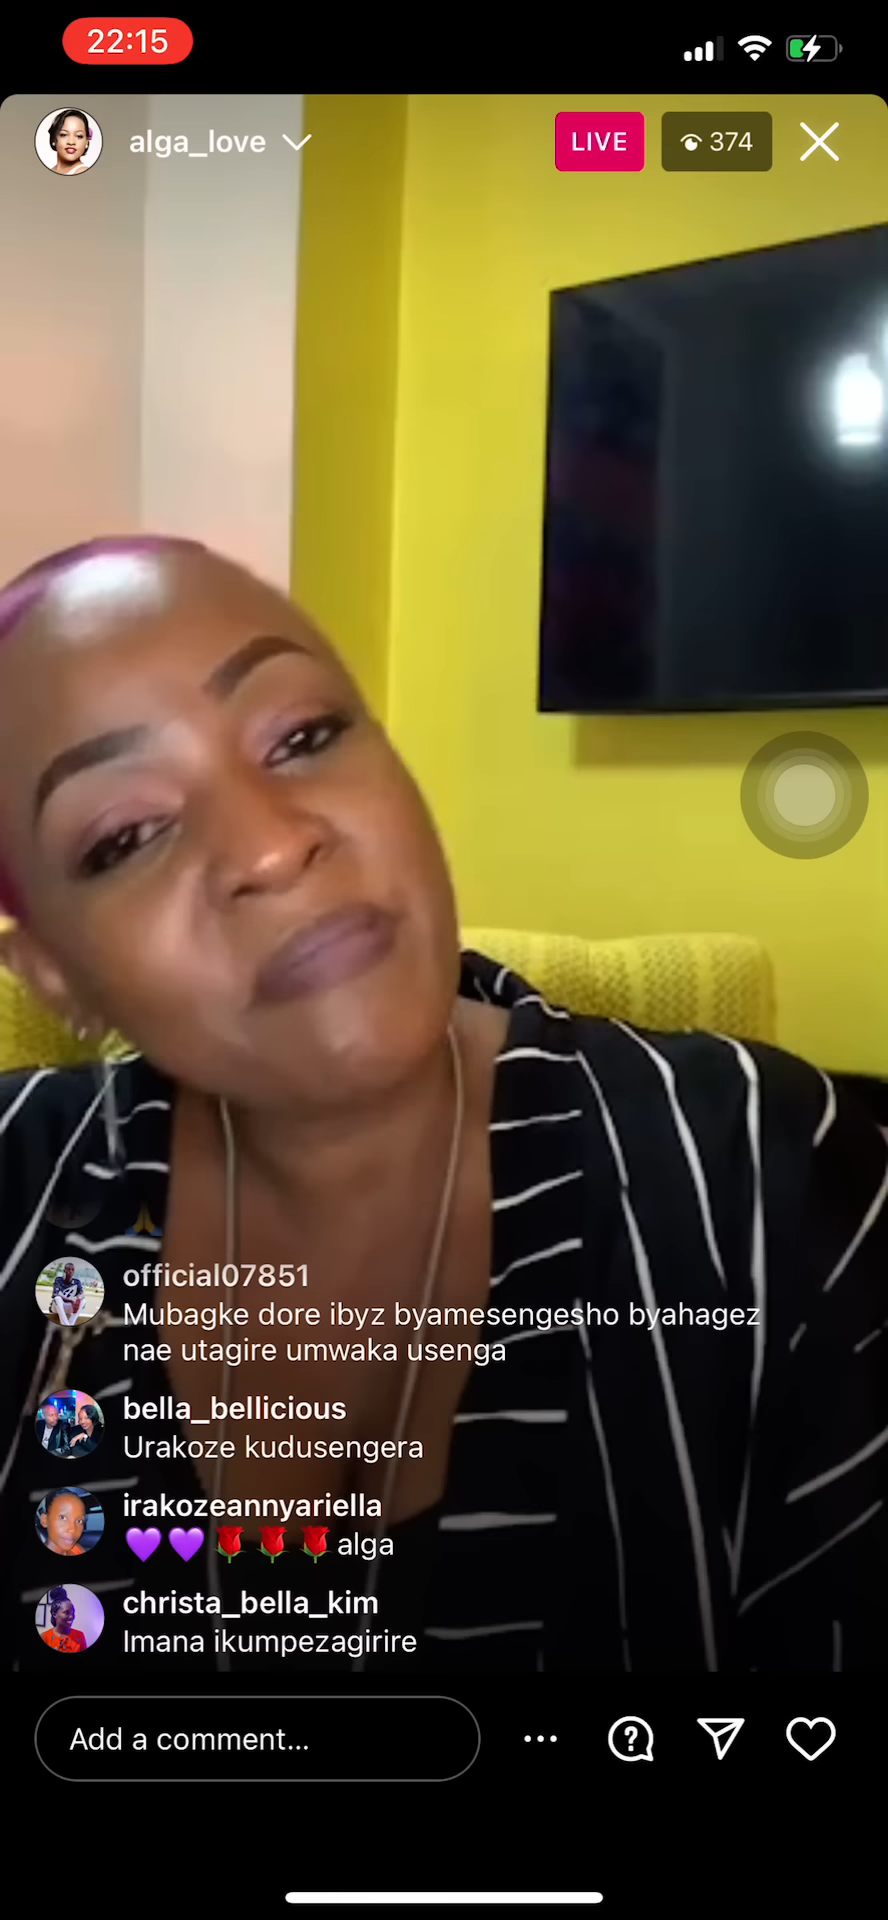 22:15
alga_love
LIVE
374
🙏
official07851
Mubagke dore ibyz byamesengesho byahagez
nae utagire umwaka usenga
bella_bellicious
Urakoze kudusengera
irakozeannyariella
💜💜🌹🌹🌹alga
christa_bella_kim
Imana ikumpezagirire
Add a comment...